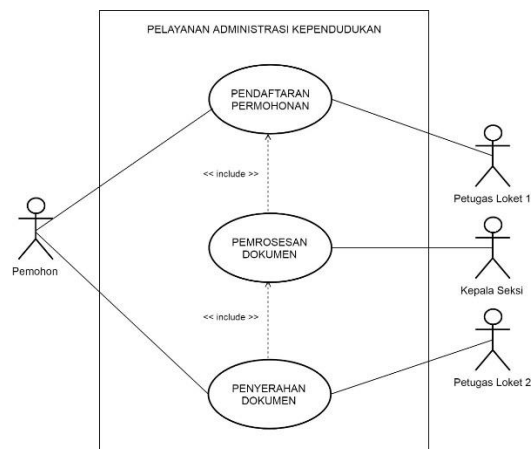 PELAYANAN ADMINISTRASI KEPENDUDUKAN
PENDAFTARAN
PERMOHONAN
<< include >>
Petugas Loket 1
Pemohon
PEMROSESAN
DOKUMEN
Kepala Seksi
<< include >>
PENYERAHAN
DOKUMEN
Petugas Loket 2